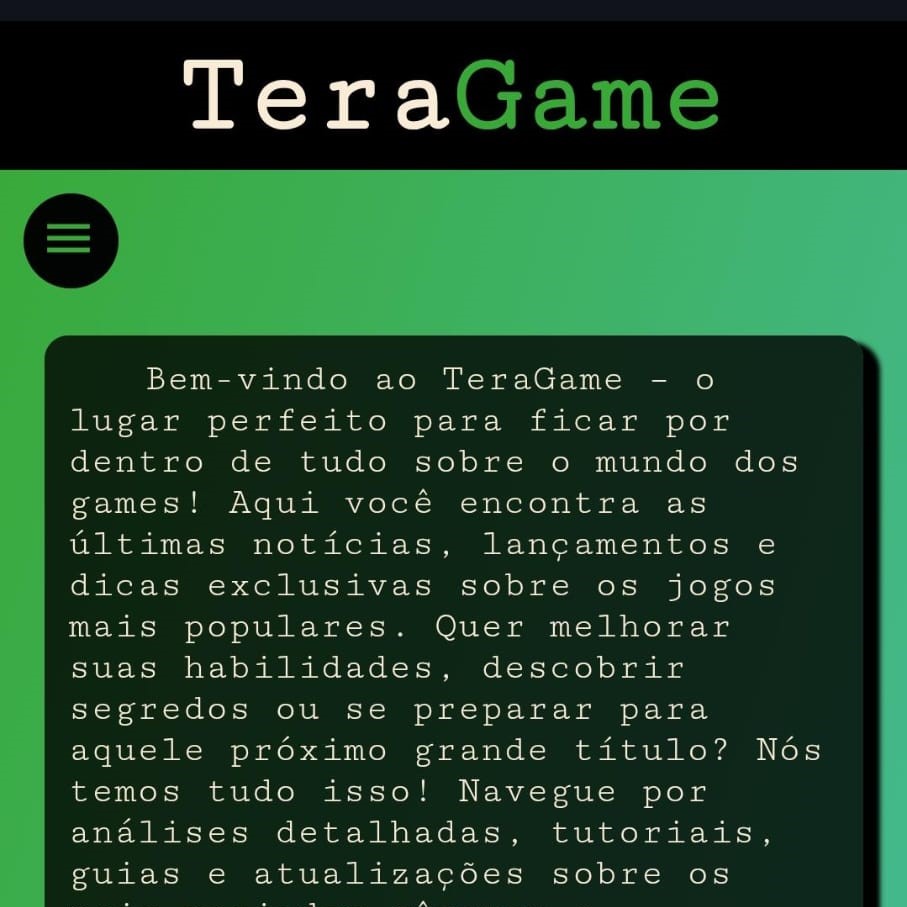 TeraGame
Bem-vindo ao TeraGame – o
lugar perfeito para ficar por
dentro de tudo sobre o mundo dos
games! Aqui você encontra as
últimas notícias, lançamentos e
dicas exclusivas sobre os jogos
mais populares. Quer melhorar
suas habilidades, descobrir
segredos ou se preparar para
aquele próximo grande título? Nós
temos tudo isso! Navegue por
análises detalhadas, tutoriais,
guias e atualizações sobre os